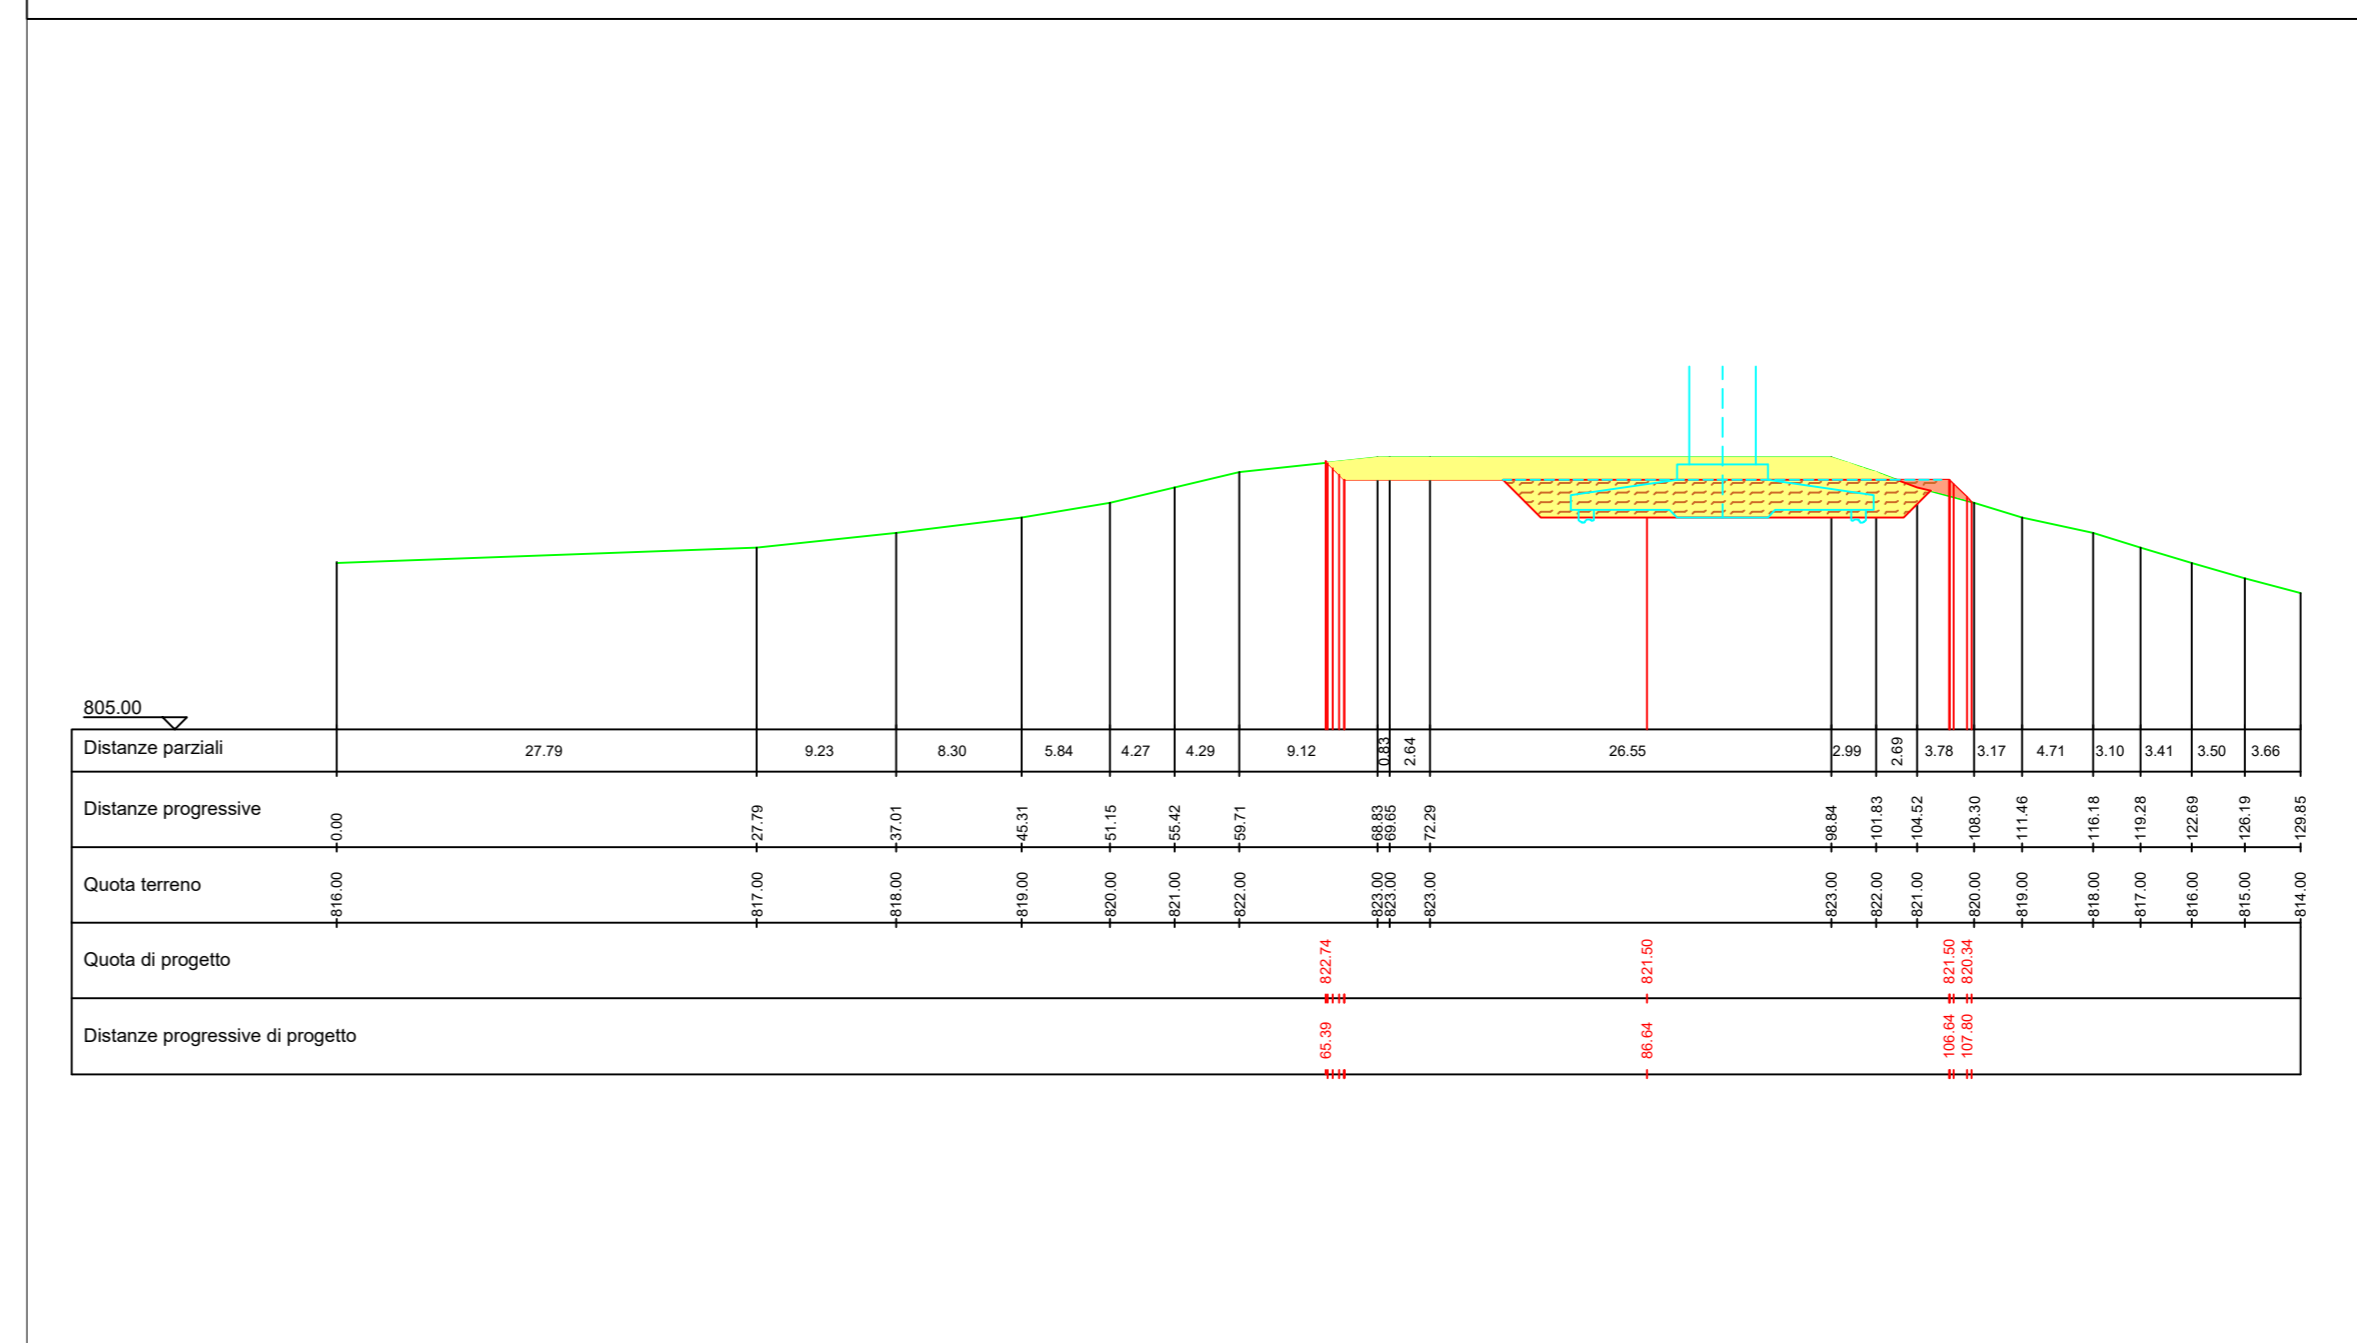 805.00
Distanze parziali
27.79 9.23 8.30 5.84 4.27 4.29 9.12 0.83 2.64 26.55 2.99 2.69 3.78 3.17 4.71 3.10 3.41 3.50 3.66
Distanze progressive
0.00 27.79 37.01 45.31 51.15 55.42 59.71 68.83 69.65 72.29 98.84 101.83 104.52 108.30 111.46 116.18 119.28 122.69 126.19 129.85
Quota terreno
816.00 817.00 818.00 819.00 820.00 821.00 822.00 823.00 823.00 823.00 823.00 822.00 821.00 820.00 819.00 818.00 817.00 816.00 815.00 814.00
Quota di progetto
822.74 821.50 821.50 820.34
Distanze progressive di progetto
65.39 86.64 106.64 107.80